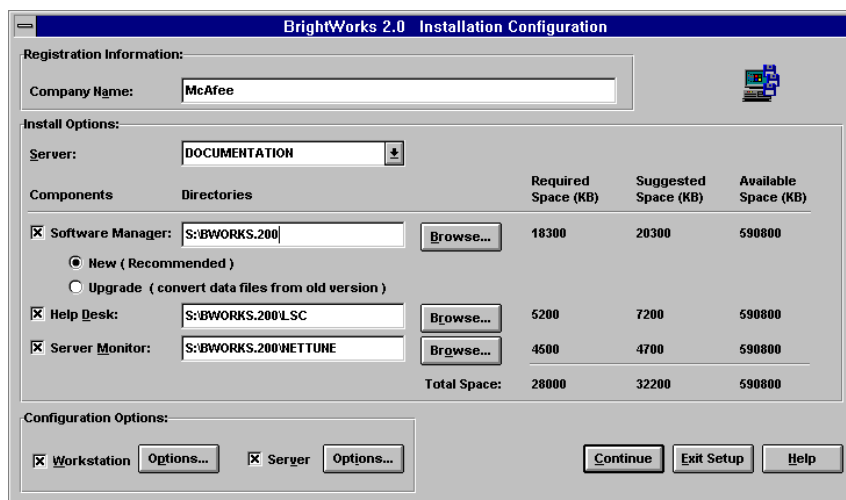 BrightWorks 2.0 Installation Configuration
Registration Information:
Company Name: McAfee
Install Options:
Server: DOCUMENTATION
Components Directories Required Space (KB) Suggested Space (KB) Available Space (KB)
Software Manager: S:\BWORKS.200 Browse... 18300 20300 590800
New ( Recommended )
Upgrade ( convert data files from old version )
Help Desk: S:\BWORKS.200\LSC Browse... 5200 7200 590800
Server Monitor: S:\BWORKS.200\NETTUNE Browse... 4500 4700 590800
Total Space: 28000 32200 590800
Configuration Options:
Workstation Options... Server Options... Continue Exit Setup Help